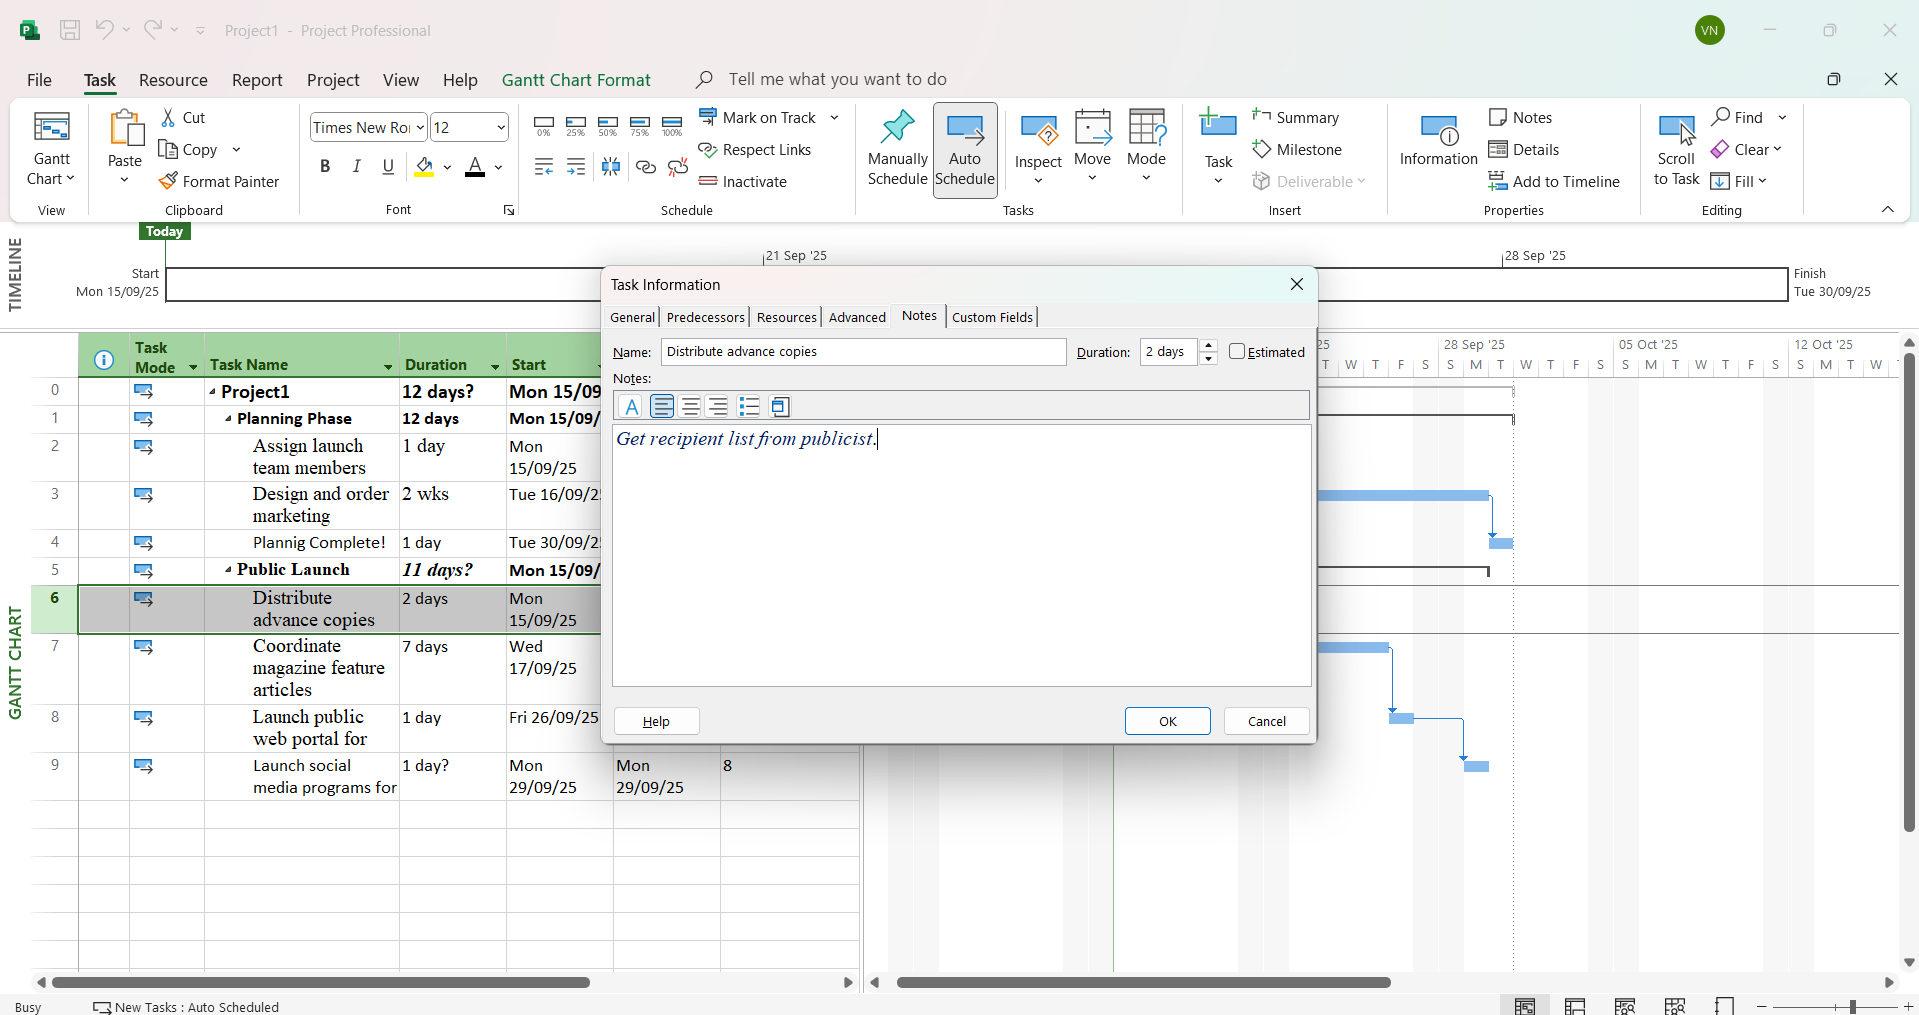 Project1 - Project Professional
VN
File Task Resource Report Project View Help Gantt Chart Format Tell me what you want to do
Gantt Chart
View
Paste
Cut
Copy
Format Painter
Clipboard
Times New Ro 12
B I U A
Font
0% 25% 50% 75% 100%
Mark on Track
Respect Links
Inactivate
Schedule
Manually Schedule
Auto Schedule
Inspect
Move
Mode
Tasks
Task
Summary
Milestone
Deliverable
Insert
Information
Notes
Details
Add to Timeline
Properties
Scroll to Task
Find
Clear
Fill
Editing
TIMELINE
Today
21 Sep '25
28 Sep '25
Start
Mon 15/09/25
Finish
Tue 30/09/25
GANTT CHART
Task Mode Task Name Duration Start
0 Project1 12 days? Mon 15/09
1 Planning Phase 12 days Mon 15/09/
2 Assign launch team members 1 day Mon 15/09/25
3 Design and order marketing 2 wks Tue 16/09/2
4 Plannig Complete! 1 day Tue 30/09/2
5 Public Launch 11 days? Mon 15/09/
6 Distribute advance copies 2 days Mon 15/09/25
7 Coordinate magazine feature articles 7 days Wed 17/09/25
8 Launch public web portal for 1 day Fri 26/09/25
9 Launch social media programs for 1 day? Mon 29/09/25 Mon 29/09/25 8
25 28 Sep '25 05 Oct '25 12 Oct '25
T W T F S S M T W T F S S M T W T F S S M T W
Task Information
General Predecessors Resources Advanced Notes Custom Fields
Name: Distribute advance copies Duration: 2 days Estimated
Notes:
A
Get recipient list from publicist.
Help OK Cancel
Busy New Tasks : Auto Scheduled